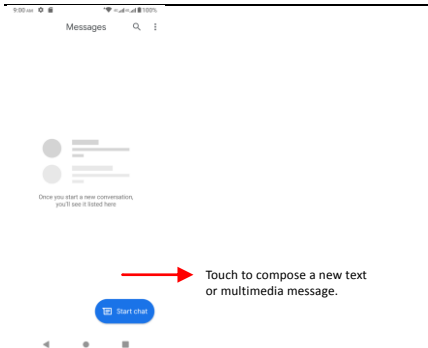 9:00 AM 100%
Messages
Once you start a new conversation,
you'll see it listed here
Touch to compose a new text
or multimedia message.
Start chat